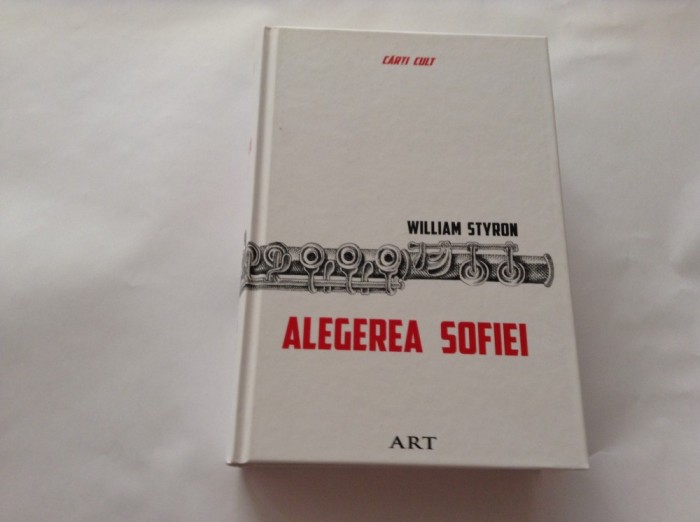 CĂRȚI CULT
WILLIAM STYRON
ALEGEREA SOFIEI
ART